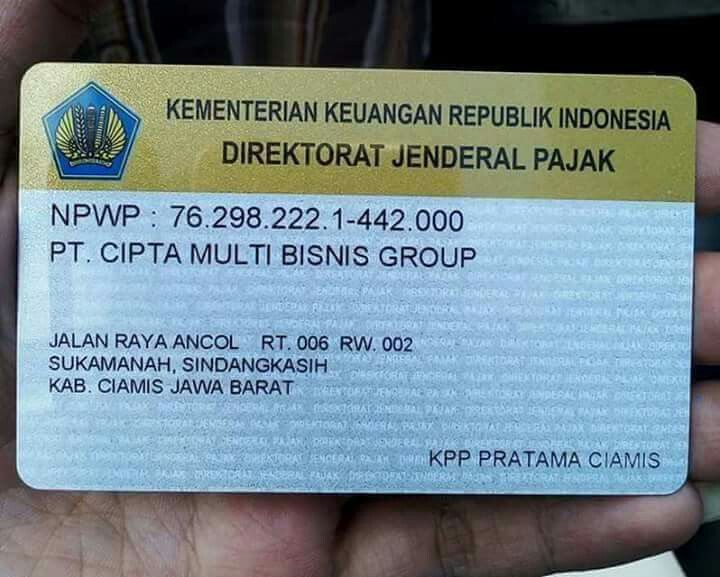 KEMENTERIAN KEUANGAN REPUBLIK INDONESIA
DIREKTORAT JENDERAL PAJAK
NPWP : 76.298.222.1-442.000
PT. CIPTA MULTI BISNIS GROUP
JALAN RAYA ANCOL RT. 006 RW. 002
SUKAMANAH, SINDANGKASIH
KAB. CIAMIS JAWA BARAT
KPP PRATAMA CIAMIS